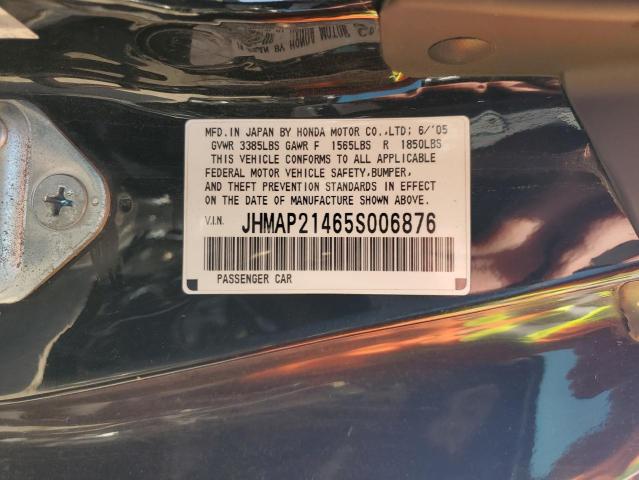 MFD.IN JAPAN BY HONDA MOTOR CO.,LTD; 6/'05
GVWR 3385LBS GAWR F 1565LBS R 1850LBS
THIS VEHICLE CONFORMS TO ALL APPLICABLE
FEDERAL MOTOR VEHICLE SAFETY,BUMPER,
AND THEFT PREVENTION STANDARDS IN EFFECT
ON THE DATE OF MANUFACTURE SHOWN ABOVE.
V.I.N. JHMAP21465S006876
PASSENGER CAR